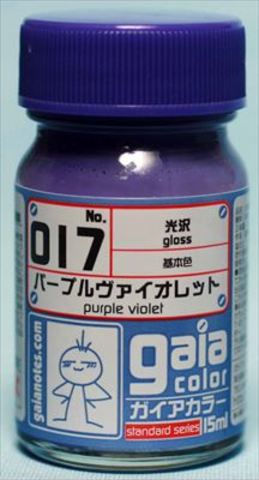 No.
017
光沢
gloss
基本色
パープルヴァイオレット
purple violet
gaianotes.com
gaia
color
ガイアカラー
standard series 15ml